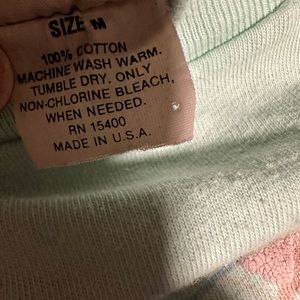 SIZE M
100% COTTON
MACHINE WASH WARM.
TUMBLE DRY. ONLY
NON-CHLORINE BLEACH,
WHEN NEEDED.
RN 15400
MADE IN U.S.A.